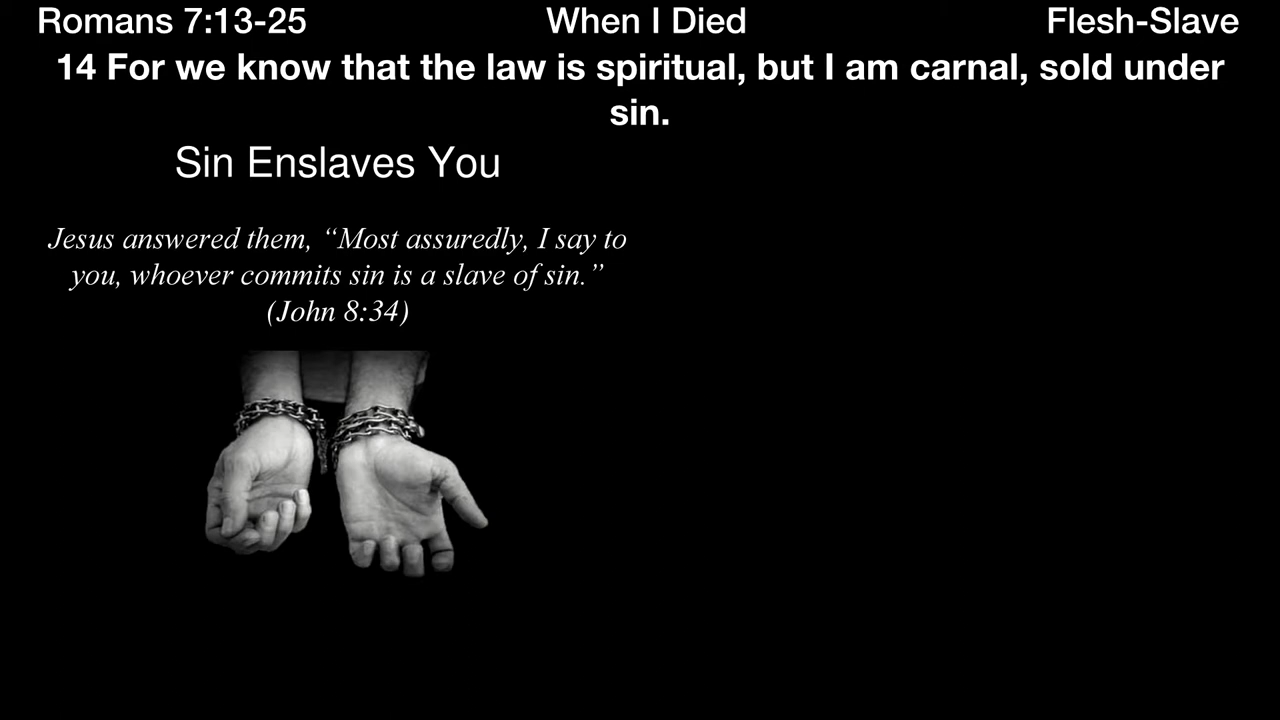 Romans 7:13-25 When I Died Flesh-Slave
14 For we know that the law is spiritual, but I am carnal, sold under
sin.
Sin Enslaves You
Jesus answered them, “Most assuredly, I say to
you, whoever commits sin is a slave of sin.”
(John 8:34)